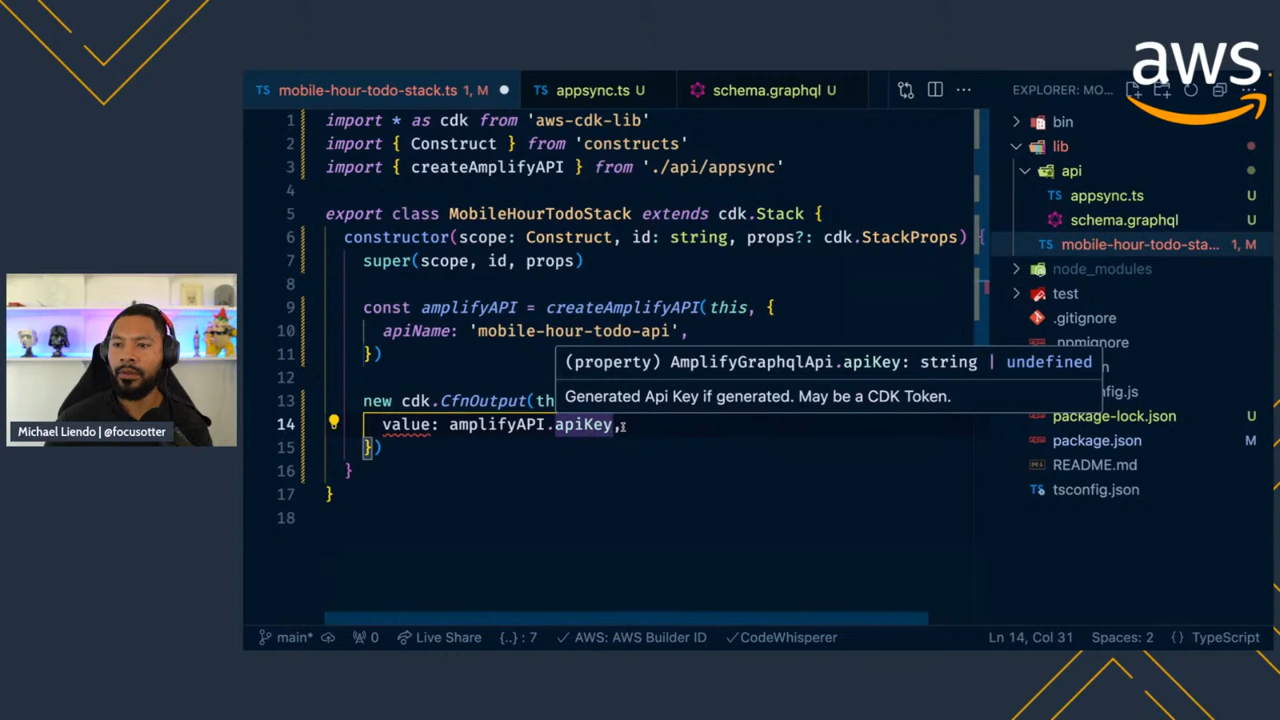 aws
TS mobile-hour-todo-stack.ts 1, M
TS appsync.ts U
schema.graphql U
EXPLORER: MO...
1 import * as cdk from 'aws-cdk-lib'
2 import { Construct } from 'constructs'
3 import { createAmplifyAPI } from './api/appsync'
4
5 export class MobileHourTodoStack extends cdk.Stack {
6 constructor(scope: Construct, id: string, props?: cdk.StackProps) {
7 super(scope, id, props)
8
9 const amplifyAPI = createAmplifyAPI(this, {
10 apiName: 'mobile-hour-todo-api',
11 })
12
(property) AmplifyGraphqlApi.apiKey: string | undefined
Generated Api Key if generated. May be a CDK Token.
13 new cdk.CfnOutput(th
14 value: amplifyAPI.apiKey,
15 })
16 }
17 }
18
bin
lib
api
TS appsync.ts U
schema.graphql U
TS mobile-hour-todo-sta... 1, M
node_modules
test
.gitignore
.npmignore
package-lock.json U
package.json M
README.md
TS tsconfig.json
Michael Liendo | @focusotter
main* 0 Live Share {..} : 7 AWS: AWS Builder ID CodeWhisperer Ln 14, Col 31 Spaces: 2 {} TypeScript